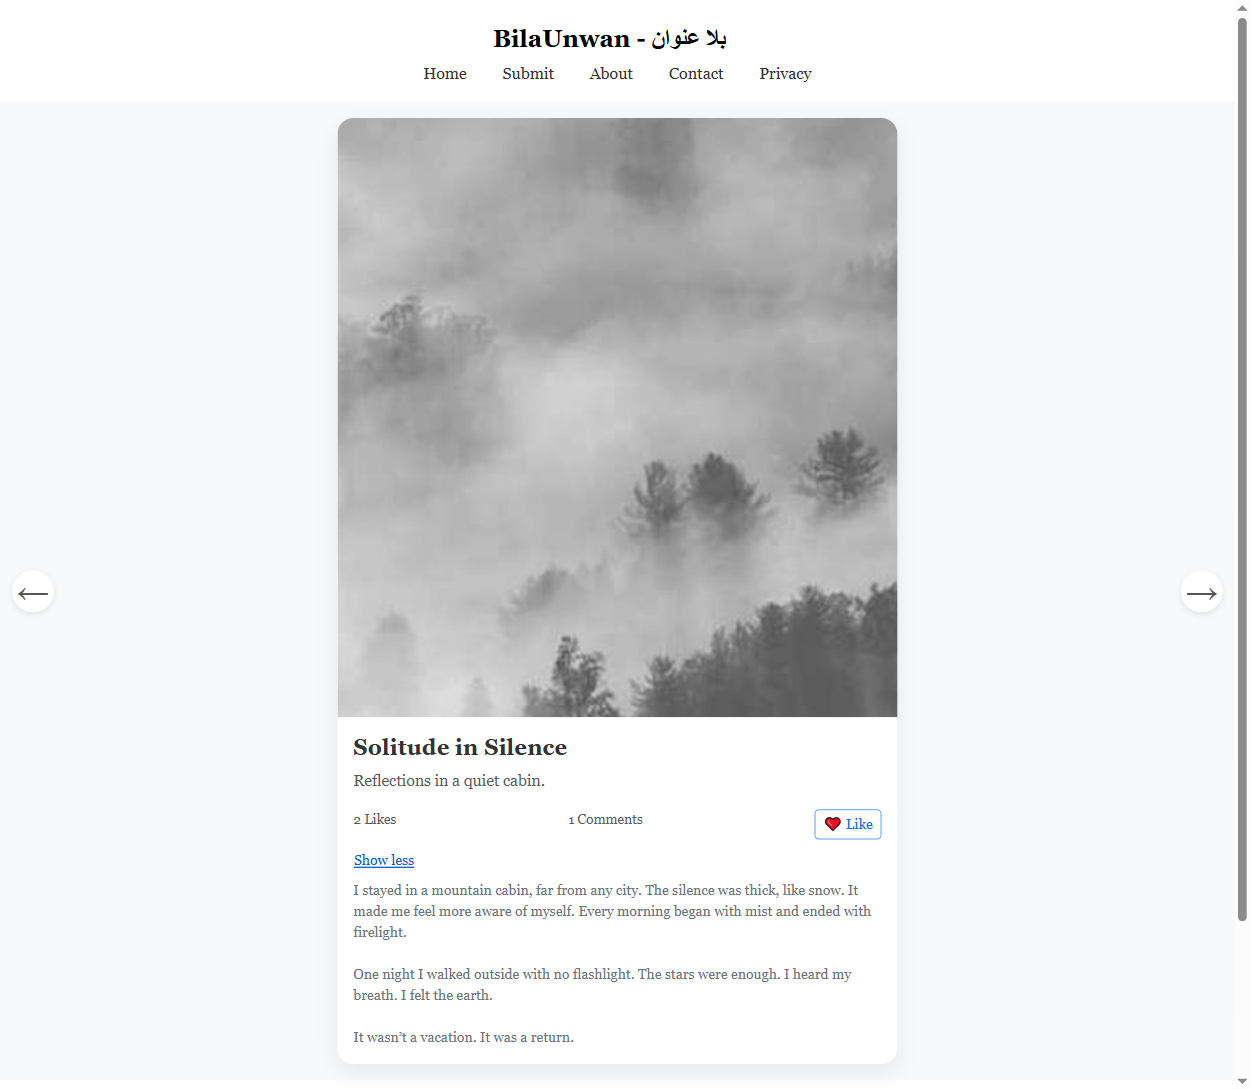 BilaUnwan - بلا عنوان
Home Submit About Contact Privacy
Solitude in Silence
Reflections in a quiet cabin.
2 Likes 1 Comments ❤ Like
Show less
I stayed in a mountain cabin, far from any city. The silence was thick, like snow. It
made me feel more aware of myself. Every morning began with mist and ended with
firelight.
One night I walked outside with no flashlight. The stars were enough. I heard my
breath. I felt the earth.
It wasn’t a vacation. It was a return.